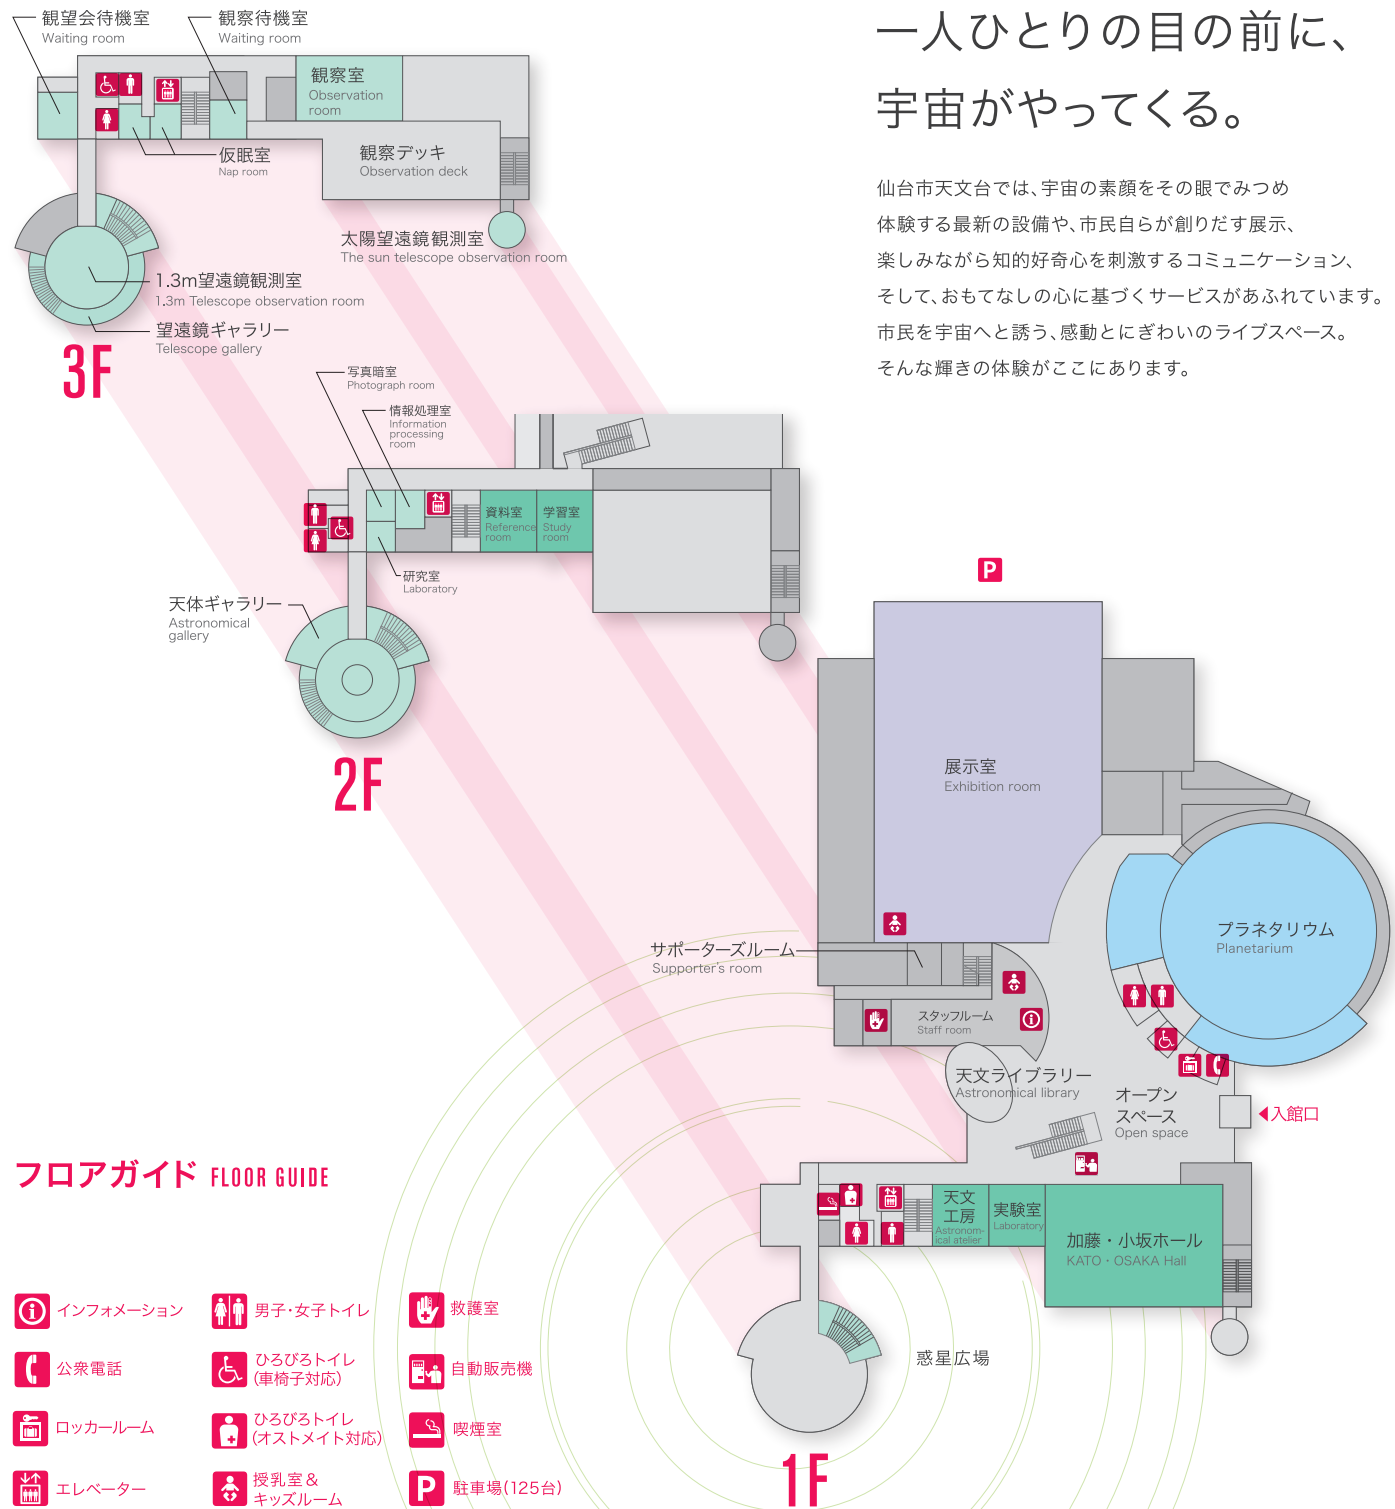 一人ひとりの目の前に、
宇宙がやってくる。
仙台市天文台では、宇宙の素顔をその眼でみつめ
体験する最新の設備や、市民自らが創りだす展示、
楽しみながら知的好奇心を刺激するコミュニケーション、
そして、おもてなしの心に基づくサービスがあふれています。
市民を宇宙へと誘う、感動とにぎわいのライブスペース。
そんな輝きの体験がここにあります。
観望会待機室
Waiting room
観察待機室
Waiting room
観察室
Observation
room
仮眠室
Nap room
観察デッキ
Observation deck
太陽望遠鏡観測室
The sun telescope observation room
1.3m望遠鏡観測室
1.3m Telescope observation room
望遠鏡ギャラリー
Telescope gallery
3F
写真暗室
Photograph room
情報処理室
Information
processing
room
資料室
Reference
room
学習室
Study
room
研究室
Laboratory
天体ギャラリー
Astronomical
gallery
2F
P
展示室
Exhibition room
プラネタリウム
Planetarium
サポーターズルーム
Supporter's room
スタッフルーム
Staff room
天文ライブラリー
Astronomical library
オープン
スペース
Open space
入館口
天文
工房
Astronom-
ical atelier
実験室
Laboratory
加藤・小坂ホール
KATO・OSAKA Hall
惑星広場
1F
フロアガイド FLOOR GUIDE
インフォメーション
公衆電話
ロッカールーム
エレベーター
男子・女子トイレ
ひろびろトイレ
(車椅子対応)
ひろびろトイレ
(オストメイト対応)
授乳室&
キッズルーム
救護室
自動販売機
喫煙室
P 駐車場(125台)